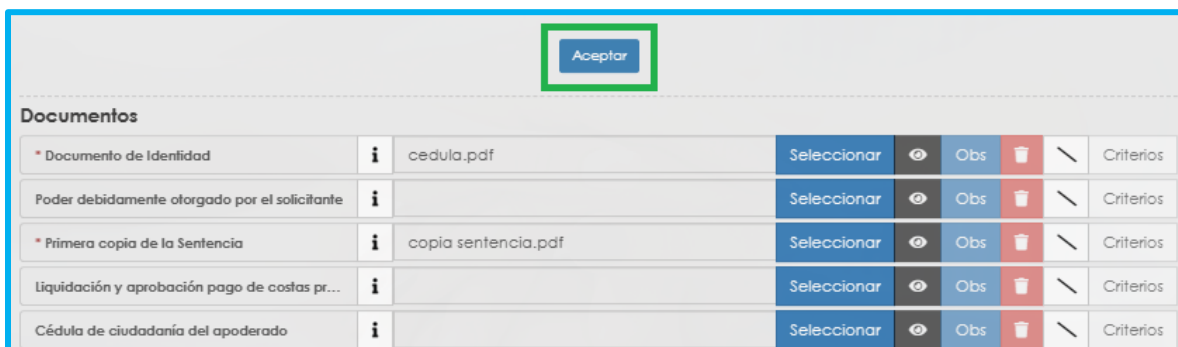 Aceptar
Documentos
* Documento de Identidad i cedula.pdf Seleccionar Obs Criterios
Poder debidamente otorgado por el solicitante i Seleccionar Obs Criterios
* Primera copia de la Sentencia i copia sentencia.pdf Seleccionar Obs Criterios
Liquidación y aprobación pago de costas pr... i Seleccionar Obs Criterios
Cédula de ciudadanía del apoderado i Seleccionar Obs Criterios